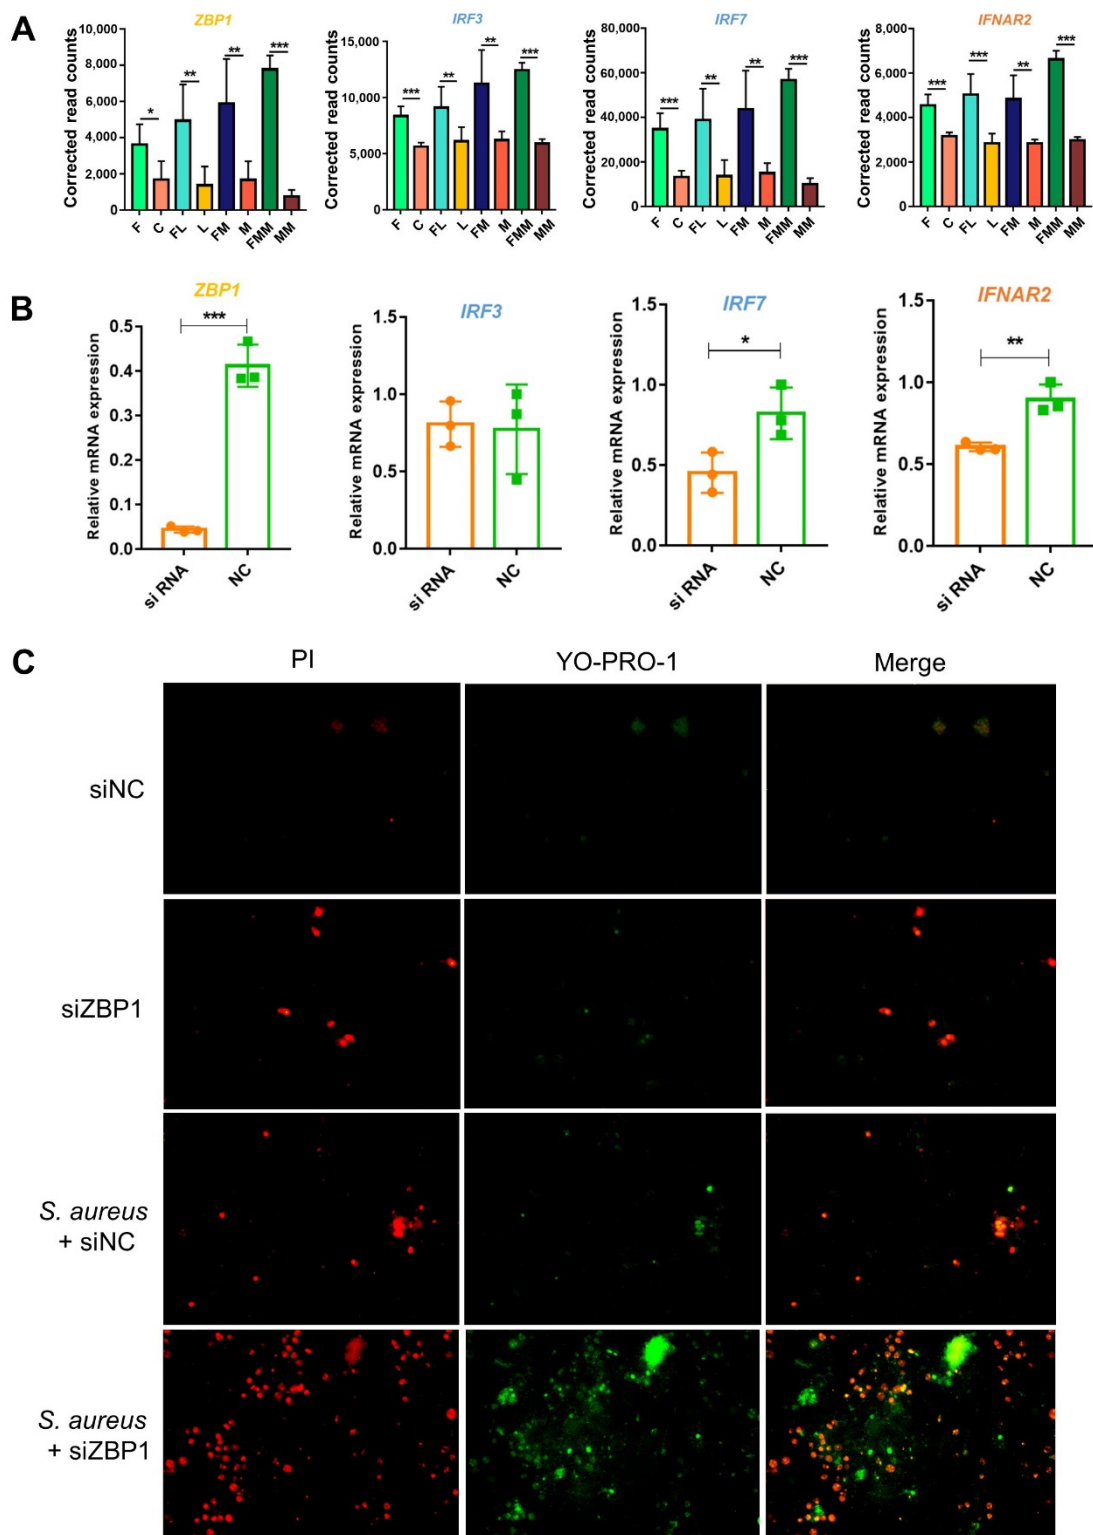 A
ZBP1
Corrected read counts
10,000
8,000
6,000
4,000
2,000
0
*
**
**
***
F
C
FL
L
FM
M
FMM
MM
IRF3
Corrected read counts
15,000
10,000
5,000
0
***
**
**
***
F
C
FL
L
FM
M
FMM
MM
IRF7
Corrected read counts
80,000
60,000
40,000
20,000
0
***
**
**
***
F
C
FL
L
FM
M
FMM
MM
IFNAR2
Corrected read counts
8,000
6,000
4,000
2,000
0
***
***
**
***
F
C
FL
L
FM
M
FMM
MM
B
ZBP1
Relative mRNA expression
0.5
0.4
0.3
0.2
0.1
0.0
***
si RNA
NC
IRF3
Relative mRNA expression
1.5
1.0
0.5
0.0
si RNA
NC
IRF7
Relative mRNA expression
1.5
1.0
0.5
0.0
*
si RNA
NC
IFNAR2
Relative mRNA expression
1.5
1.0
0.5
0.0
**
si RNA
NC
C
PI
YO-PRO-1
Merge
siNC
siZBP1
S. aureus
+ siNC
S. aureus
+ siZBP1